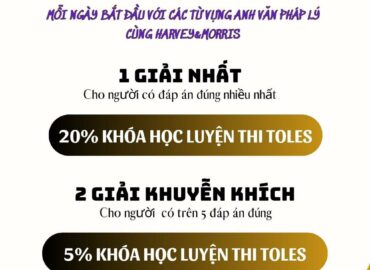 MỖI NGÀY BẮT ĐẦU VỚI CÁC TỪ VỰNG ANH VĂN PHÁP LÝ
CÙNG HARVEY&MORRIS
1 GIẢI NHẤT
Cho người có đáp án đúng nhiều nhất
20% KHÓA HỌC LUYỆN THI TOLES
2 GIẢI KHUYỄN KHÍCH
Cho người có trên 5 đáp án đúng
5% KHÓA HỌC LUYỆN THI TOLES